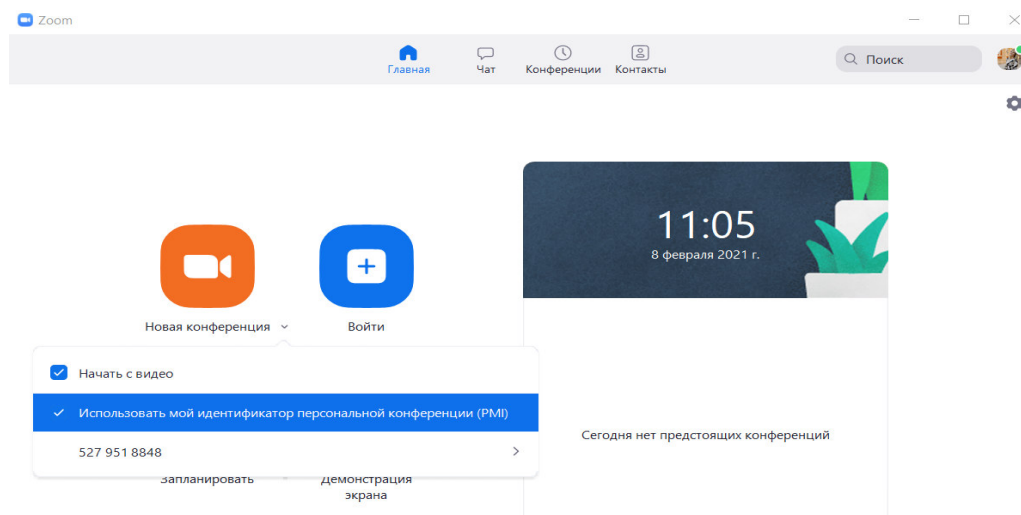 Zoom
Главная
Чат
Конференции
Контакты
Поиск
11:05
8 февраля 2021 г.
Новая конференция
Войти
Начать с видео
Использовать мой идентификатор персональной конференции (PMI)
527 951 8848
Сегодня нет предстоящих конференций
Запланировать
Демонстрация
экрана